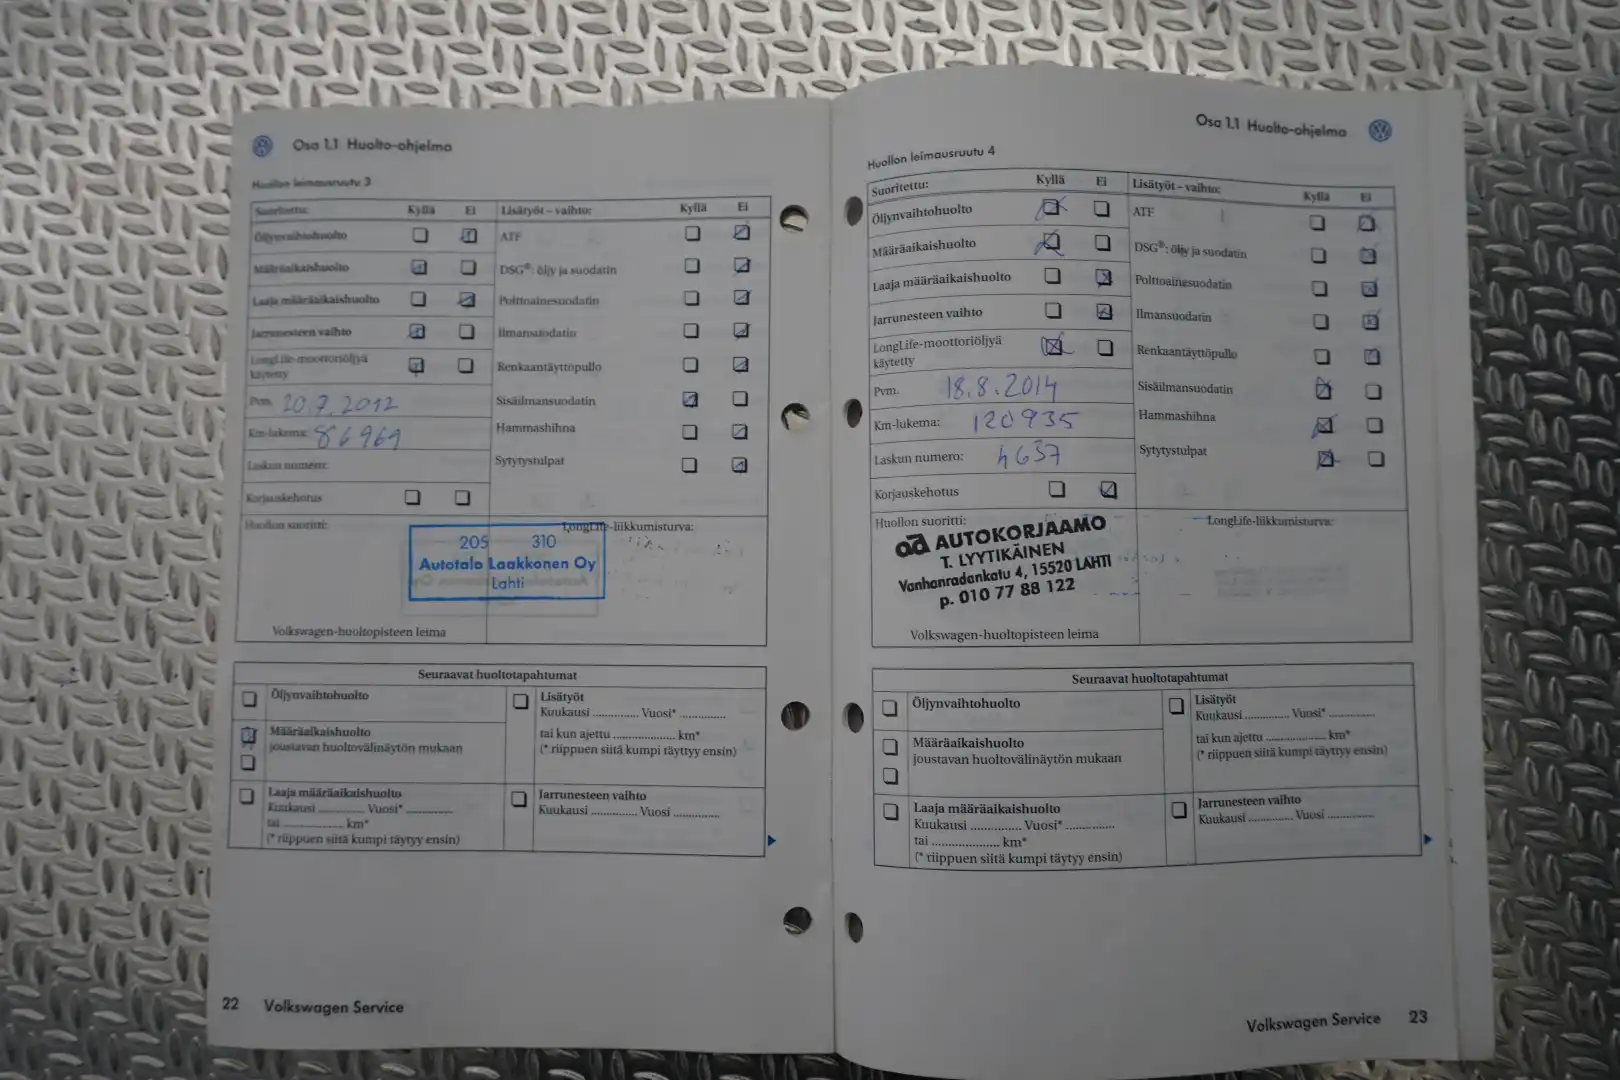 Osa 1.1 Huolto-ohjelma
Huollon leimausruutu 3
Suoritettu: Kyllä Ei Lisätyöt – vaihto: Kyllä Ei
Öljynvaihtohuolto ATF
Määräaikaishuolto DSG®: öljy ja suodatin
Laaja määräaikaishuolto Polttoainesuodatin
Jarrunesteen vaihto Ilmansuodatin
LongLife-moottoriöljyä
käytetty Renkaantäyttöpullo
Pvm. 20.7.2012 Sisäilmansuodatin
Km-lukema: 86969 Hammashihna
Laskun numero: Sytytystulpat
Korjauskehotus
Huollon suoritti: LongLife-liikkumisturva:
205 310
Autotalo Laakkonen Oy
Lahti
Volkswagen-huoltopisteen leima
Seuraavat huoltotapahtumat
Öljynvaihtohuolto Lisätyöt
Kuukausi .............. Vuosi* ..............
Määräaikaishuolto tai kun ajettu .................... km*
joustavan huoltovälinäytön mukaan (* riippuen siitä kumpi täyttyy ensin)
Laaja määräaikaishuolto Jarrunesteen vaihto
Kuukausi .............. Vuosi* .............. Kuukausi .............. Vuosi ..............
tai .................... km*
(* riippuen siitä kumpi täytyy ensin)
22 Volkswagen Service
Osa 1.1 Huolto-ohjelma
Huollon leimausruutu 4
Suoritettu: Kyllä Ei Lisätyöt – vaihto: Kyllä Ei
Öljynvaihtohuolto ATF
Määräaikaishuolto DSG®: öljy ja suodatin
Laaja määräaikaishuolto Polttoainesuodatin
Jarrunesteen vaihto Ilmansuodatin
LongLife-moottoriöljyä
käytetty Renkaantäyttöpullo
Pvm. 18.8.2014 Sisäilmansuodatin
Km-lukema: 120935 Hammashihna
Laskun numero: 4637 Sytytystulpat
Korjauskehotus
Huollon suoritti: LongLife-liikkumisturva:
ad AUTOKORJAAMO
T. LYYTIKÄINEN
Vanhanradankatu 4, 15520 LAHTI
p. 010 77 88 122
Volkswagen-huoltopisteen leima
Seuraavat huoltotapahtumat
Öljynvaihtohuolto Lisätyöt
Kuukausi .............. Vuosi* ..............
Määräaikaishuolto tai kun ajettu .................... km*
joustavan huoltovälinäytön mukaan (* riippuen siitä kumpi täyttyy ensin)
Laaja määräaikaishuolto Jarrunesteen vaihto
Kuukausi .............. Vuosi* .............. Kuukausi .............. Vuosi ..............
tai .................... km*
(* riippuen siitä kumpi täytyy ensin)
Volkswagen Service 23